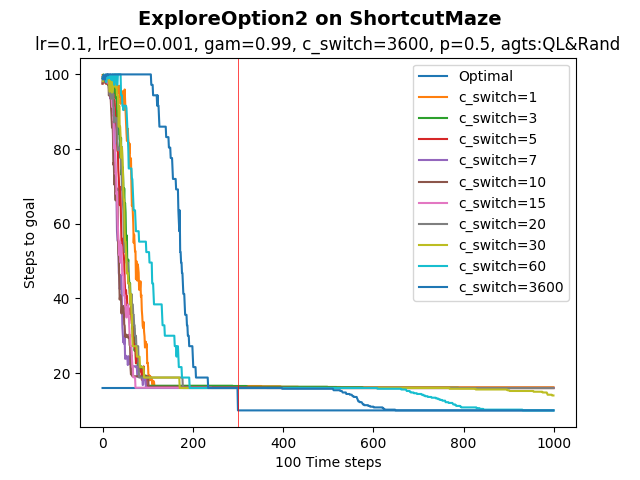 ExploreOption2 on ShortcutMaze
lr=0.1, lrEO=0.001, gam=0.99, c_switch=3600, p=0.5, agts:QL&Rand
Steps to goal
100
80
60
40
20
Optimal
c_switch=1
c_switch=3
c_switch=5
c_switch=7
c_switch=10
c_switch=15
c_switch=20
c_switch=30
c_switch=60
c_switch=3600
0 200 400 600 800 1000
100 Time steps